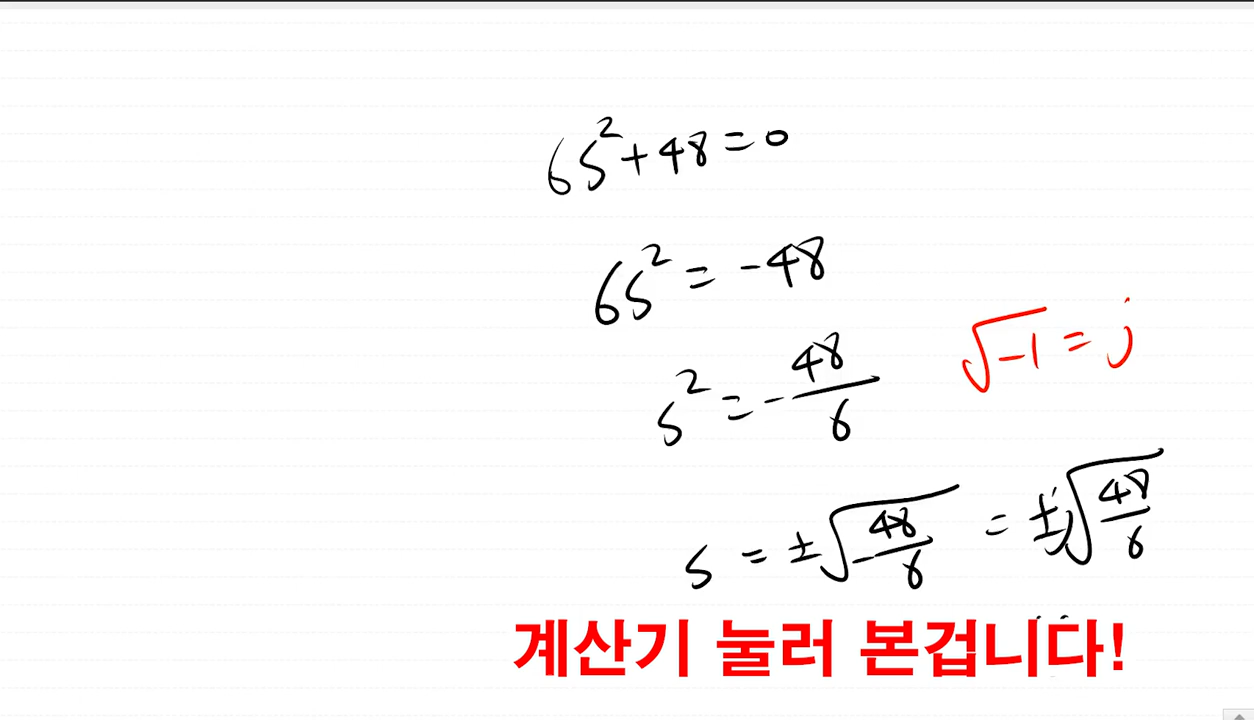 6s² + 48 = 0
6s² = -48
s² = -48/6
√-1 = j
s = ±√-48/6 = ±j√48/6
계산기 눌러 본겁니다!